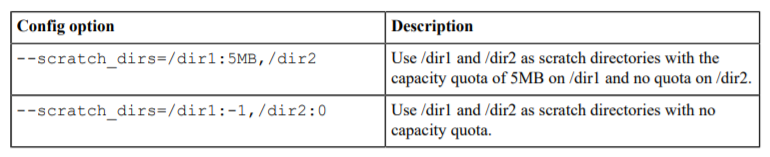 Config option
Description
--scratch_dirs=/dir1:5MB,/dir2
Use /dir1 and /dir2 as scratch directories with the
capacity quota of 5MB on /dir1 and no quota on /dir2.
--scratch_dirs=/dir1:-1,/dir2:0
Use /dir1 and /dir2 as scratch directories with no
capacity quota.